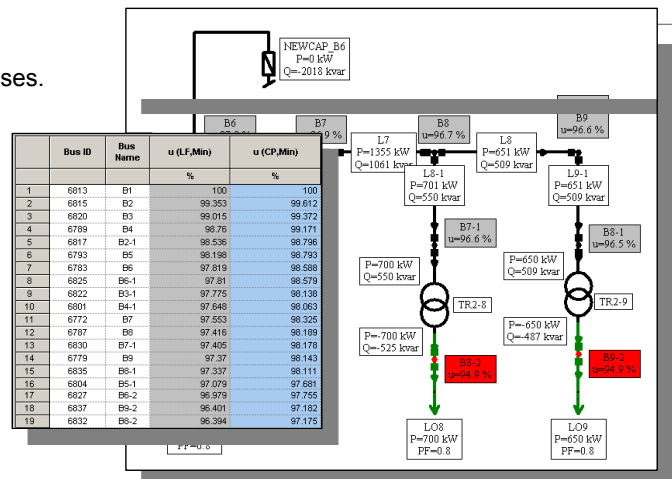 ses.
NEWCAP_B6
P=0 kW
Q=-2018 kvar
B6
B7
B8
u=96.7 %
B9
u=96.6 %
L7
P=1355 kW
Q=1061 kvar
L8
P=651 kW
Q=509 kvar
L8-1
P=701 kW
Q=550 kvar
L9-1
P=651 kW
Q=509 kvar
B7-1
u=96.6 %
B8-1
u=96.5 %
P=700 kW
Q=550 kvar
P=650 kW
Q=509 kvar
TR2-8
TR2-9
P=-700 kW
Q=-525 kvar
P=-650 kW
Q=-487 kvar
B8-2
u=94.9 %
B9-2
u=94.9 %
LO8
P=700 kW
PF=0.8
LO9
P=650 kW
PF=0.8
PF=0.8
Bus ID Bus Name u (LF,Min) u (CP,Min)
% %
1 6813 B1 100 100
2 6815 B2 99.353 99.612
3 6820 B3 99.015 99.372
4 6789 B4 98.76 99.171
5 6817 B2-1 98.536 98.796
6 6793 B5 98.198 98.793
7 6783 B6 97.819 98.588
8 6825 B6-1 97.81 98.579
9 6822 B3-1 97.775 98.138
10 6801 B4-1 97.648 98.063
11 6772 B7 97.553 98.325
12 6787 B8 97.416 98.189
13 6830 B7-1 97.405 98.178
14 6779 B9 97.37 98.143
15 6835 B8-1 97.337 98.111
16 6804 B5-1 97.079 97.681
17 6827 B6-2 96.979 97.755
18 6837 B9-2 96.401 97.182
19 6832 B8-2 96.394 97.175